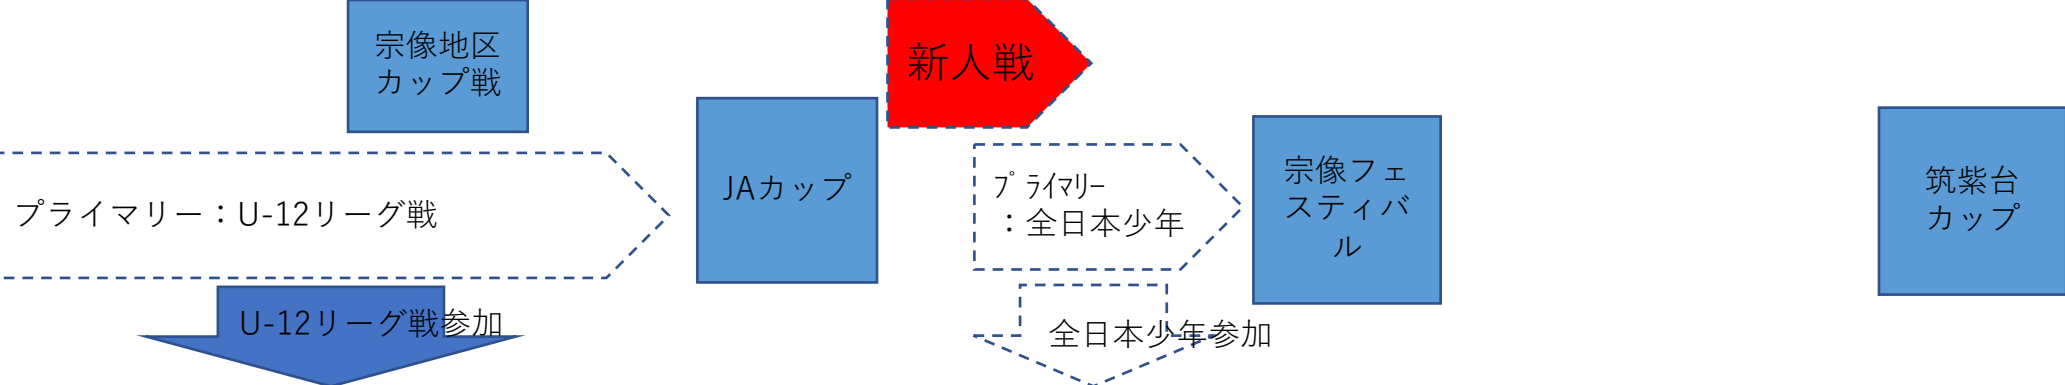 宗像地区
カップ戦
新人戦
プライマリー：U-12リーグ戦
JAカップ
ﾌﾟﾗｲﾏﾘｰ
：全日本少年
宗像フェ
スティバ
ル
筑紫台
カップ
U-12リーグ戦参加
全日本少年参加